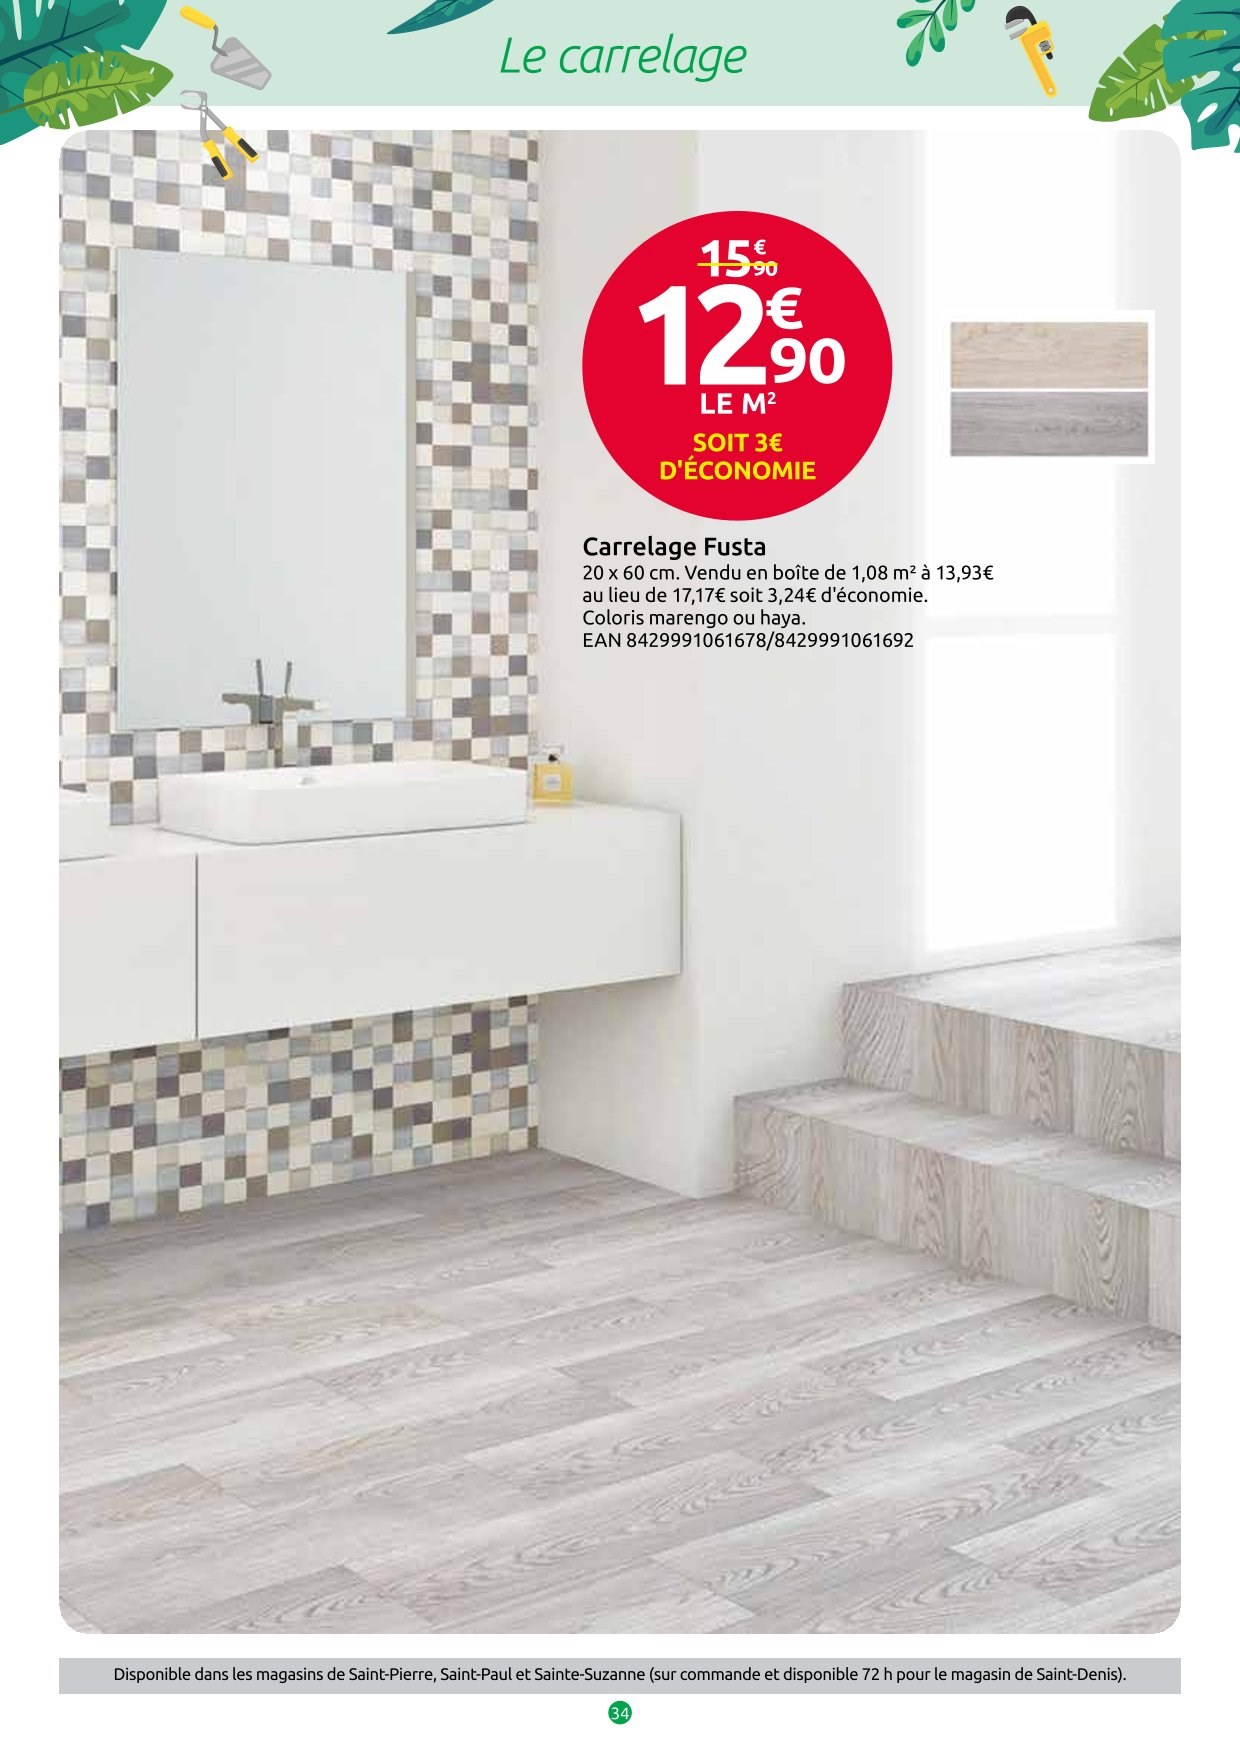 Le carrelage
15€90
12€90
LE M²
SOIT 3€
D'ÉCONOMIE
Carrelage Fusta
20 x 60 cm. Vendu en boîte de 1,08 m² à 13,93€
au lieu de 17,17€ soit 3,24€ d'économie.
Coloris marengo ou haya.
EAN 8429991061678/8429991061692
Disponible dans les magasins de Saint-Pierre, Saint-Paul et Sainte-Suzanne (sur commande et disponible 72 h pour le magasin de Saint-Denis).
34